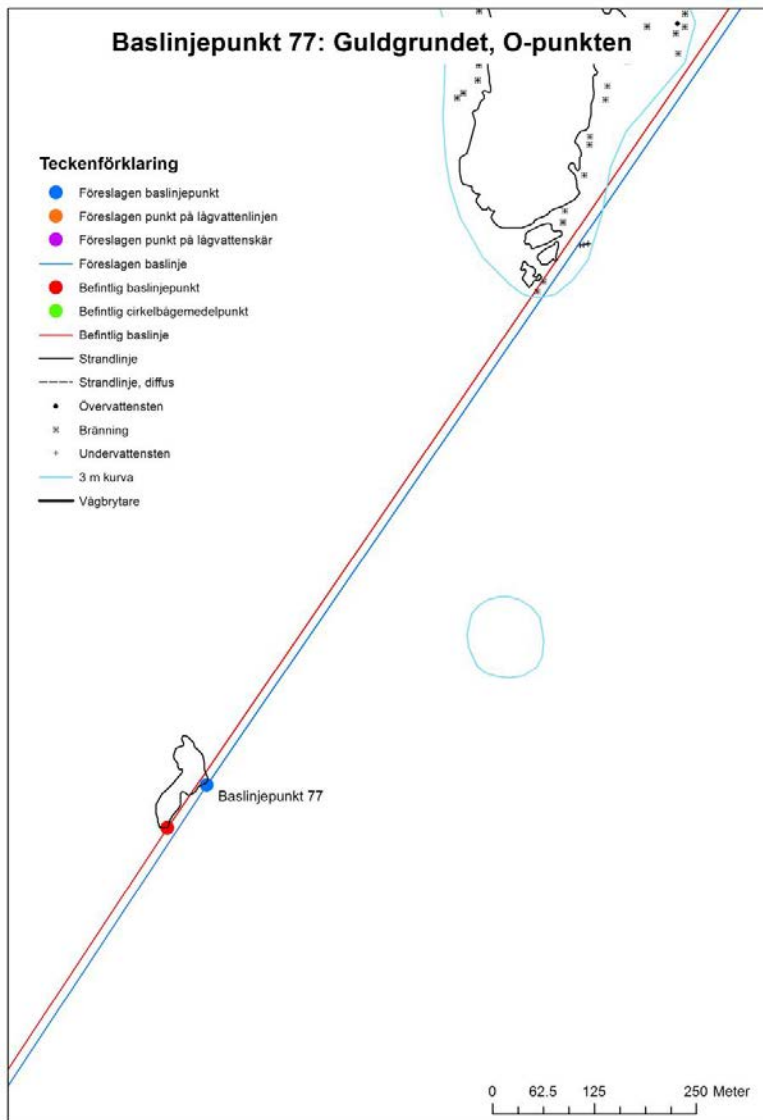 Baslinjepunkt 77: Guldgrundet, O-punkten
Teckenförklaring
Föreslagen baslinjepunkt
Föreslagen punkt på lågvattenlinjen
Föreslagen punkt på lågvattenskär
Föreslagen baslinje
Befintlig baslinjepunkt
Befintlig cirkelbågemedelpunkt
Befintlig baslinje
Strandlinje
Strandlinje, diffus
Övervattensten
Bränning
Undervattensten
3 m kurva
Vågbrytare
Baslinjepunkt 77
0 62.5 125 250 Meter